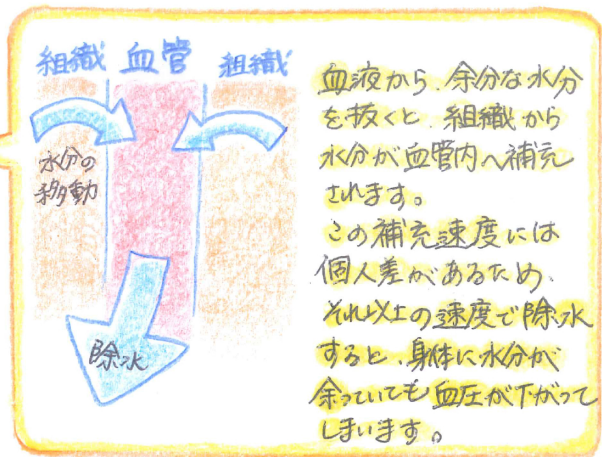 組織 血管 組織
水分の
移動
除水
血液から、余分な水分
を抜くと、組織から
水分が血管内へ補充
されます。
この補充速度には
個人差があるため、
それ以上の速度で除水
すると、身体に水分が
余っていても血圧が下がって
しまいます。